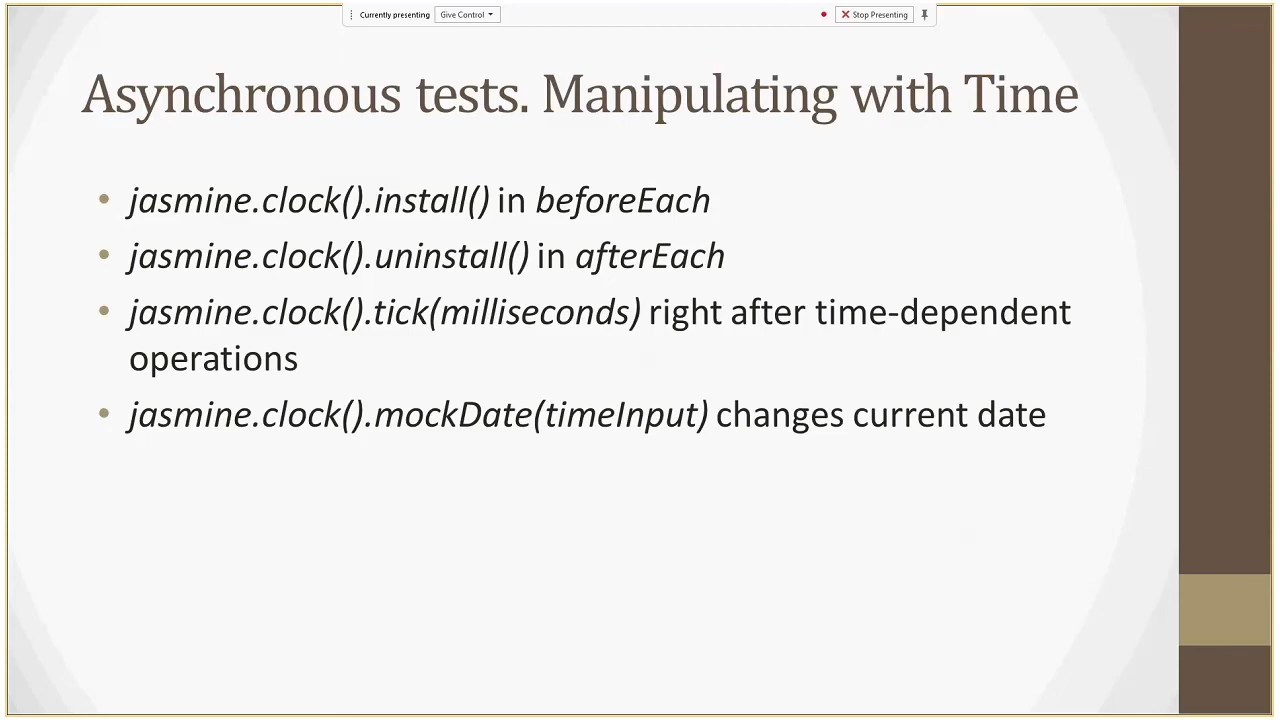 Currently presenting Give Control Stop Presenting
Asynchronous tests. Manipulating with Time
• jasmine.clock().install() in beforeEach
• jasmine.clock().uninstall() in afterEach
• jasmine.clock().tick(milliseconds) right after time-dependent
operations
• jasmine.clock().mockDate(timeInput) changes current date